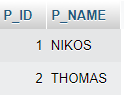 P_ID P_NAME
1 NIKOS
2 THOMAS